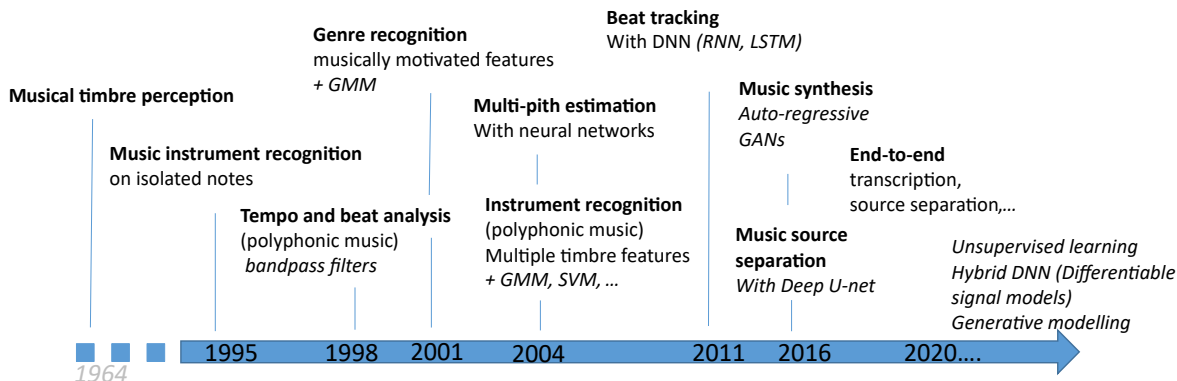 Musical timbre perception
Music instrument recognition
on isolated notes
Tempo and beat analysis
(polyphonic music)
bandpass filters
Genre recognition
musically motivated features
+ GMM
Multi-pith estimation
With neural networks
Instrument recognition
(polyphonic music)
Multiple timbre features
+ GMM, SVM, ...
Beat tracking
With DNN (RNN, LSTM)
Music synthesis
Auto-regressive
GANs
Music source
separation
With Deep U-net
End-to-end
transcription,
source separation,...
Unsupervised learning
Hybrid DNN (Differentiable
signal models)
Generative modelling
1964
1995
1998
2001
2004
2011
2016
2020....